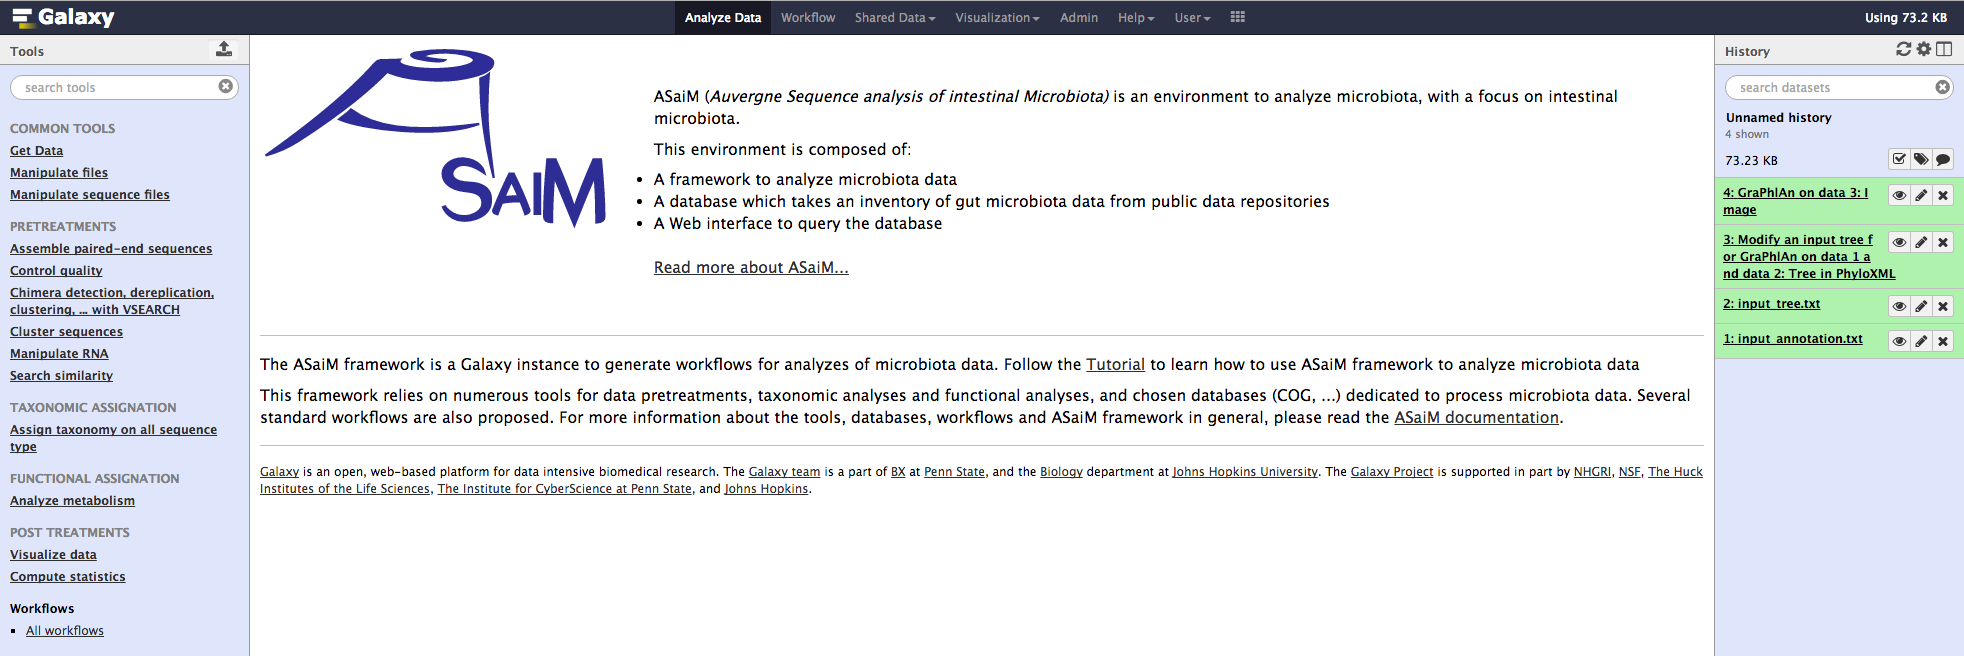 Galaxy
Analyze Data Workflow Shared Data Visualization Admin Help User
Using 73.2 KB
Tools
search tools
COMMON TOOLS
Get Data
Manipulate files
Manipulate sequence files
PRETREATMENTS
Assemble paired-end sequences
Control quality
Chimera detection, dereplication,
clustering, ... with VSEARCH
Cluster sequences
Manipulate RNA
Search similarity
TAXONOMIC ASSIGNATION
Assign taxonomy on all sequence
type
FUNCTIONAL ASSIGNATION
Analyze metabolism
POST TREATMENTS
Visualize data
Compute statistics
Workflows
All workflows
ASaiM
ASaiM (Auvergne Sequence analysis of intestinal Microbiota) is an environment to analyze microbiota, with a focus on intestinal
microbiota.
This environment is composed of:
A framework to analyze microbiota data
A database which takes an inventory of gut microbiota data from public data repositories
A Web interface to query the database
Read more about ASaiM...
The ASaiM framework is a Galaxy instance to generate workflows for analyzes of microbiota data. Follow the Tutorial to learn how to use ASaiM framework to analyze microbiota data
This framework relies on numerous tools for data pretreatments, taxonomic analyses and functional analyses, and chosen databases (COG, ...) dedicated to process microbiota data. Several
standard workflows are also proposed. For more information about the tools, databases, workflows and ASaiM framework in general, please read the ASaiM documentation.
Galaxy is an open, web-based platform for data intensive biomedical research. The Galaxy team is a part of BX at Penn State, and the Biology department at Johns Hopkins University. The Galaxy Project is supported in part by NHGRI, NSF, The Huck
Institutes of the Life Sciences, The Institute for CyberScience at Penn State, and Johns Hopkins.
History
search datasets
Unnamed history
4 shown
73.23 KB
4: GraPhlAn on data 3: I
mage
3: Modify an input tree f
or GraPhlAn on data 1 a
nd data 2: Tree in PhyloXML
2: input_tree.txt
1: input_annotation.txt